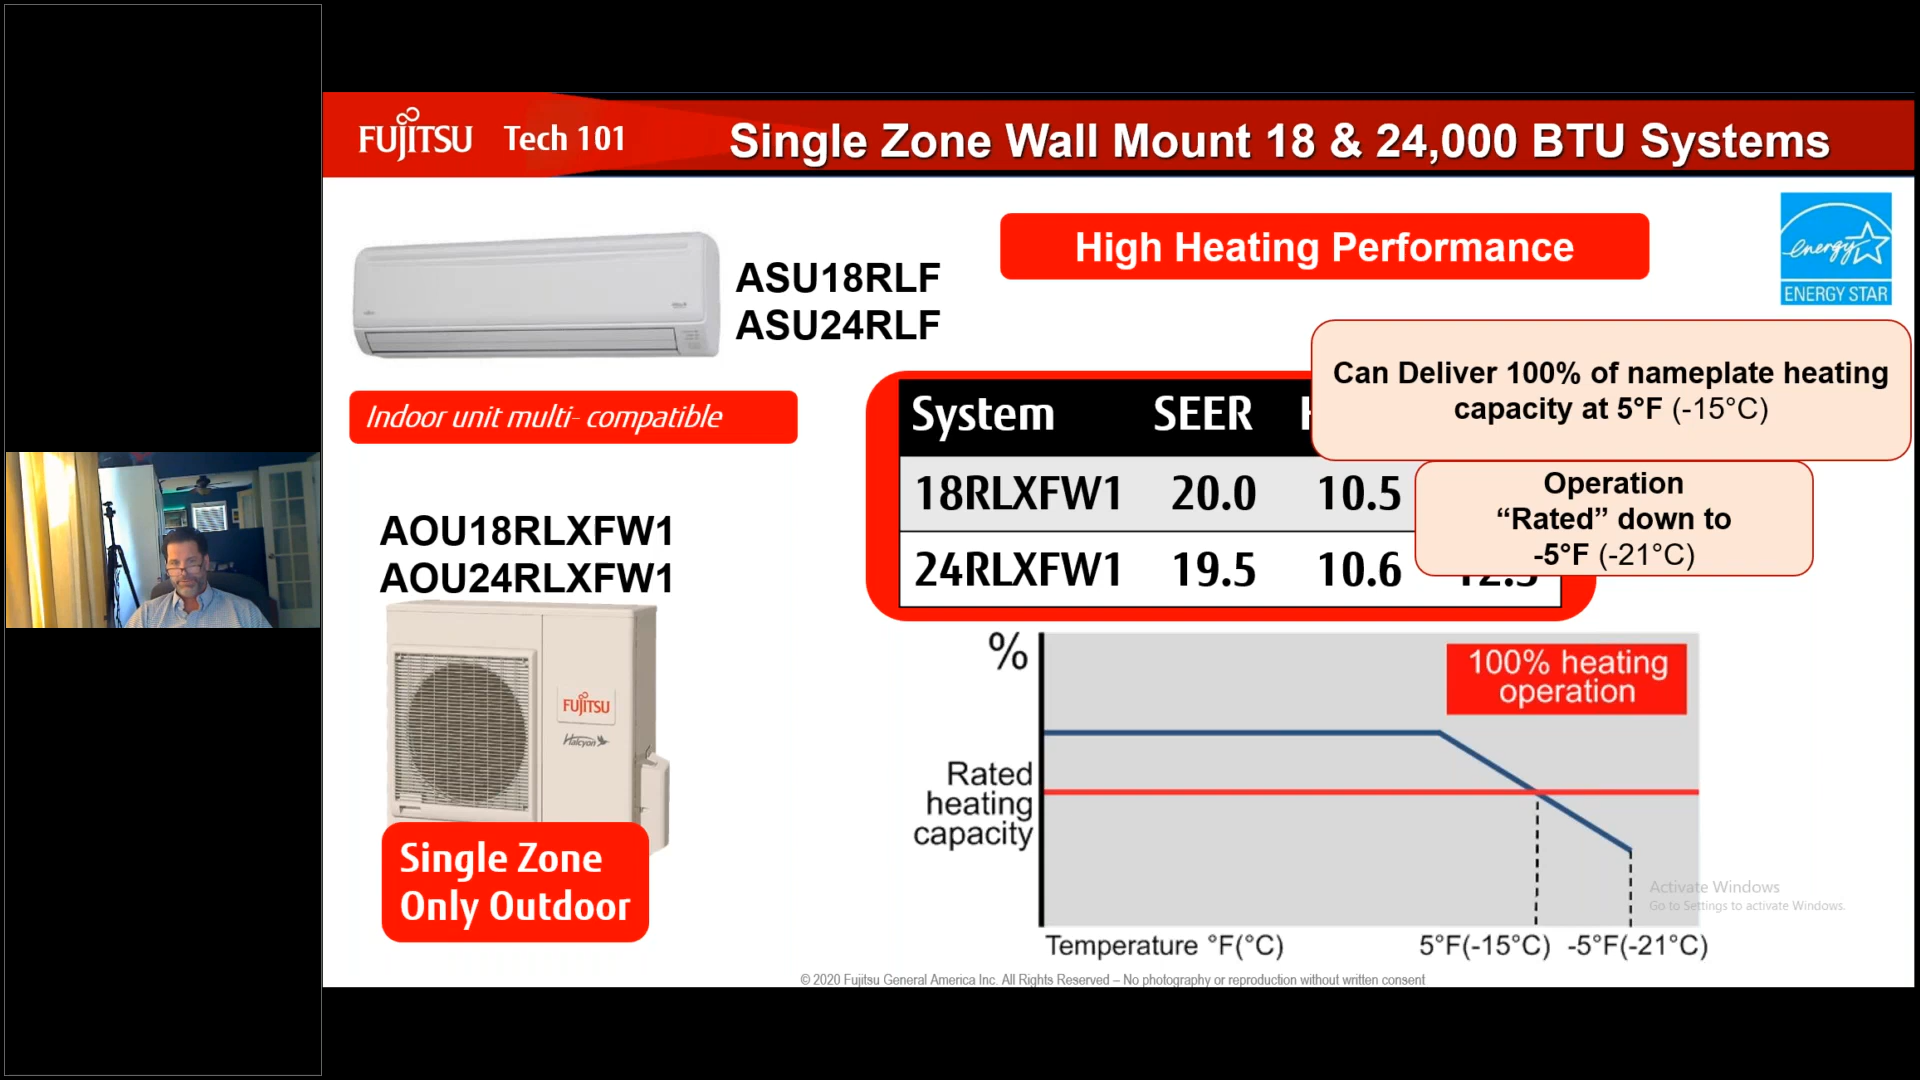 FUJITSU Tech 101
Single Zone Wall Mount 18 & 24,000 BTU Systems
High Heating Performance
energy
ENERGY STAR
ASU18RLF
ASU24RLF
Indoor unit multi- compatible
AOU18RLXFW1
AOU24RLXFW1
FUJITSU
Halcyon
Single Zone
Only Outdoor
Can Deliver 100% of nameplate heating
capacity at 5°F (-15°C)
Operation
“Rated” down to
-5°F (-21°C)
System SEER
18RLXFW1 20.0 10.5
24RLXFW1 19.5 10.6
%
100% heating
operation
Rated
heating
capacity
Temperature °F(°C) 5°F(-15°C) -5°F(-21°C)
Activate Windows
Go to Settings to activate Windows.
© 2020 Fujitsu General America Inc. All Rights Reserved – No photography or reproduction without written consent